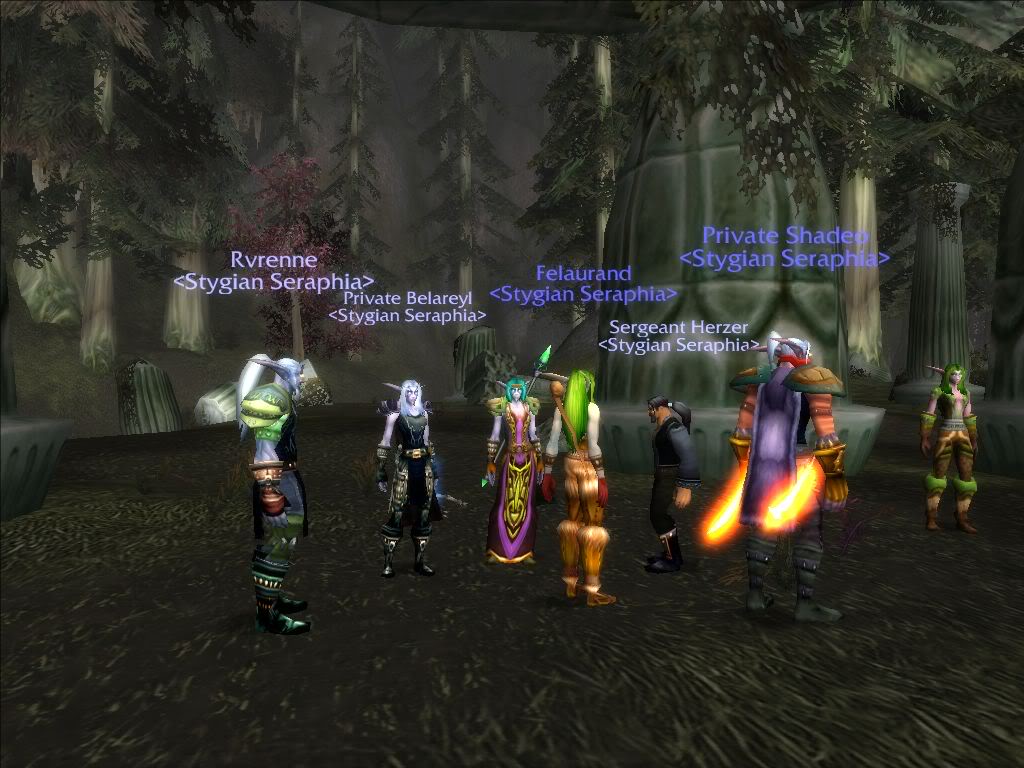 Rvrenne
<Stygian Seraphia>
Private Belareyl
<Stygian Seraphia>
Felaurand
<Stygian Seraphia>
Sergeant Herzer
<Stygian Seraphia>
Private Shadeo
<Stygian Seraphia>